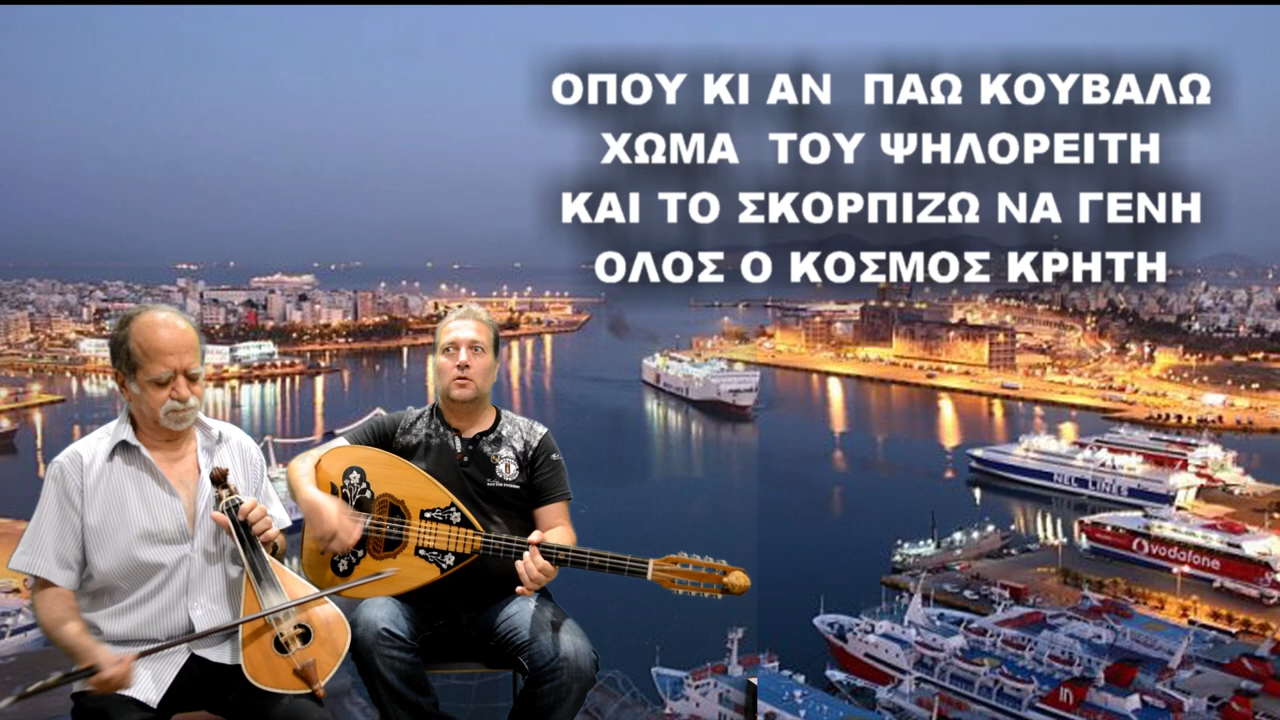 ΟΠΟΥ ΚΙ ΑΝ ΠΑΩ ΚΟΥΒΑΛΩ
ΧΩΜΑ ΤΟΥ ΨΗΛΟΡΕΙΤΗ
ΚΑΙ ΤΟ ΣΚΟΡΠΙΖΩ ΝΑ ΓΕΝΗ
ΟΛΟΣ Ο ΚΟΣΜΟΣ ΚΡΗΤΗ
NEL LINES
vodafone